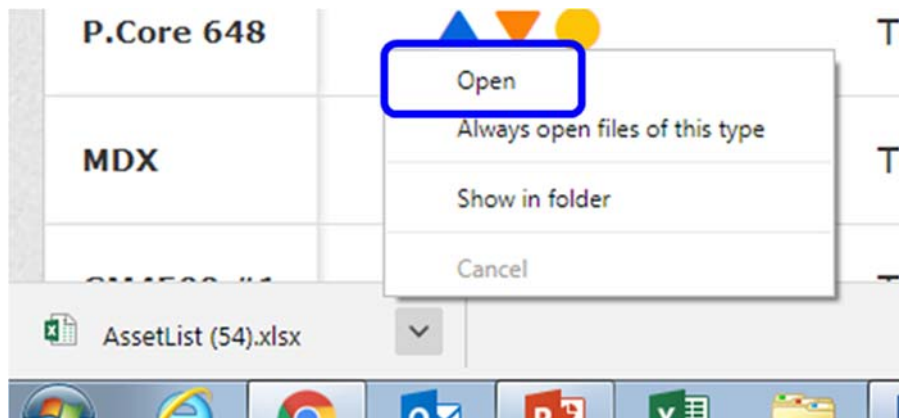 P.Core 648
T
Open
Always open files of this type
MDX
T
Show in folder
Cancel
AssetList (54).xlsx